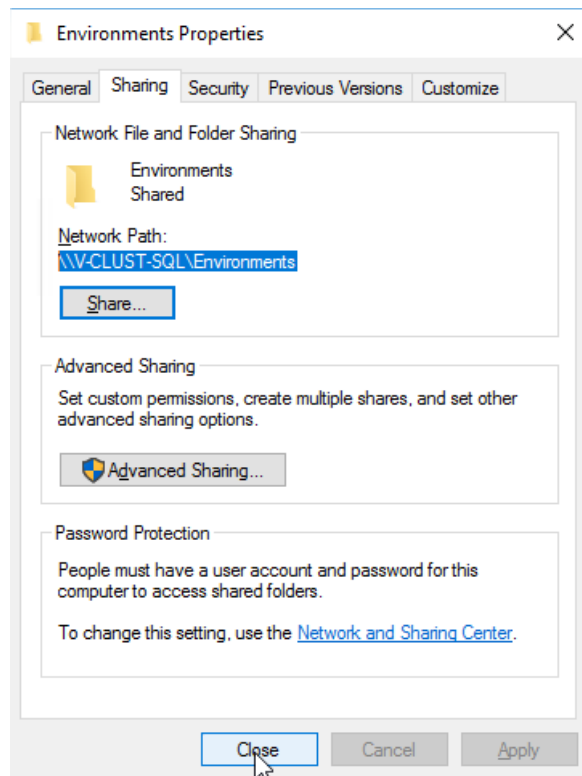 Environments Properties
General Sharing Security Previous Versions Customize
Network File and Folder Sharing
Environments
Shared
Network Path:
\\V-CLUST-SQL\Environments
Share...
Advanced Sharing
Set custom permissions, create multiple shares, and set other
advanced sharing options.
Advanced Sharing...
Password Protection
People must have a user account and password for this
computer to access shared folders.
To change this setting, use the Network and Sharing Center.
Close Cancel Apply